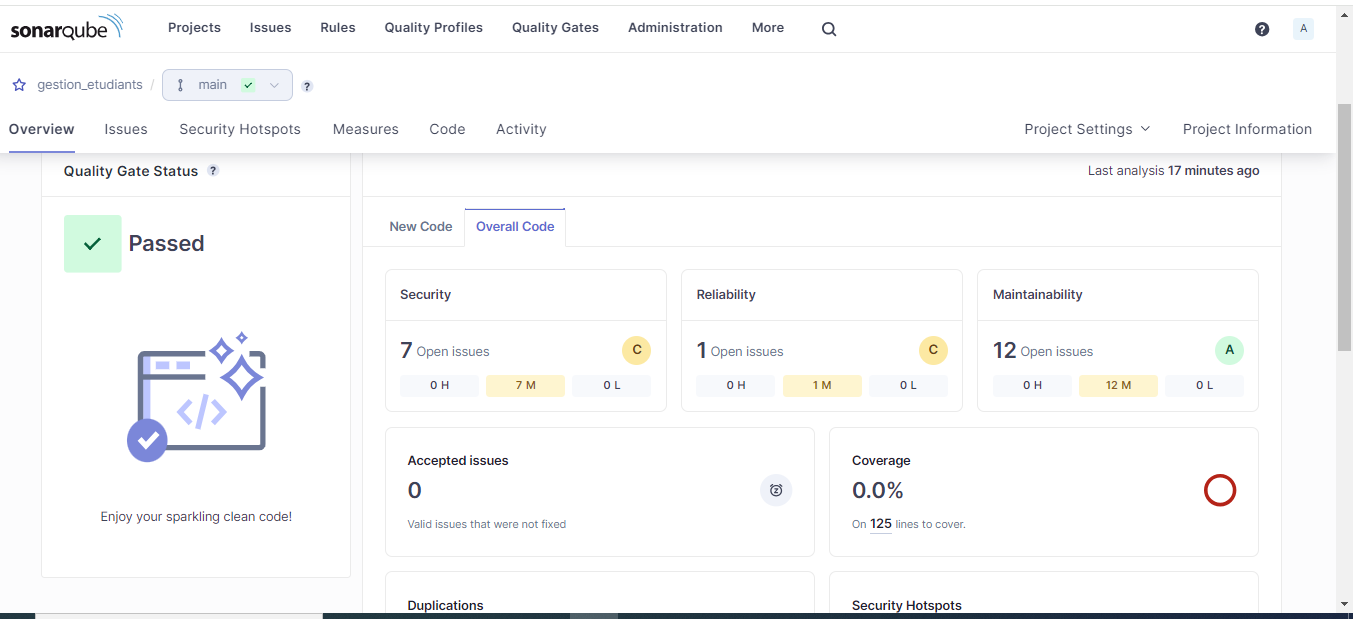 sonarqube Projects Issues Rules Quality Profiles Quality Gates Administration More ? A
gestion_etudiants / main ?
Overview Issues Security Hotspots Measures Code Activity Project Settings Project Information
Quality Gate Status ? Last analysis 17 minutes ago
Passed
New Code Overall Code
Security Reliability Maintainability
7 Open issues C 1 Open issues C 12 Open issues A
0 H 7 M 0 L 0 H 1 M 0 L 0 H 12 M 0 L
</>
Accepted issues Coverage
0 0.0%
Valid issues that were not fixed On 125 lines to cover.
Enjoy your sparkling clean code!
Duplications Security Hotspots